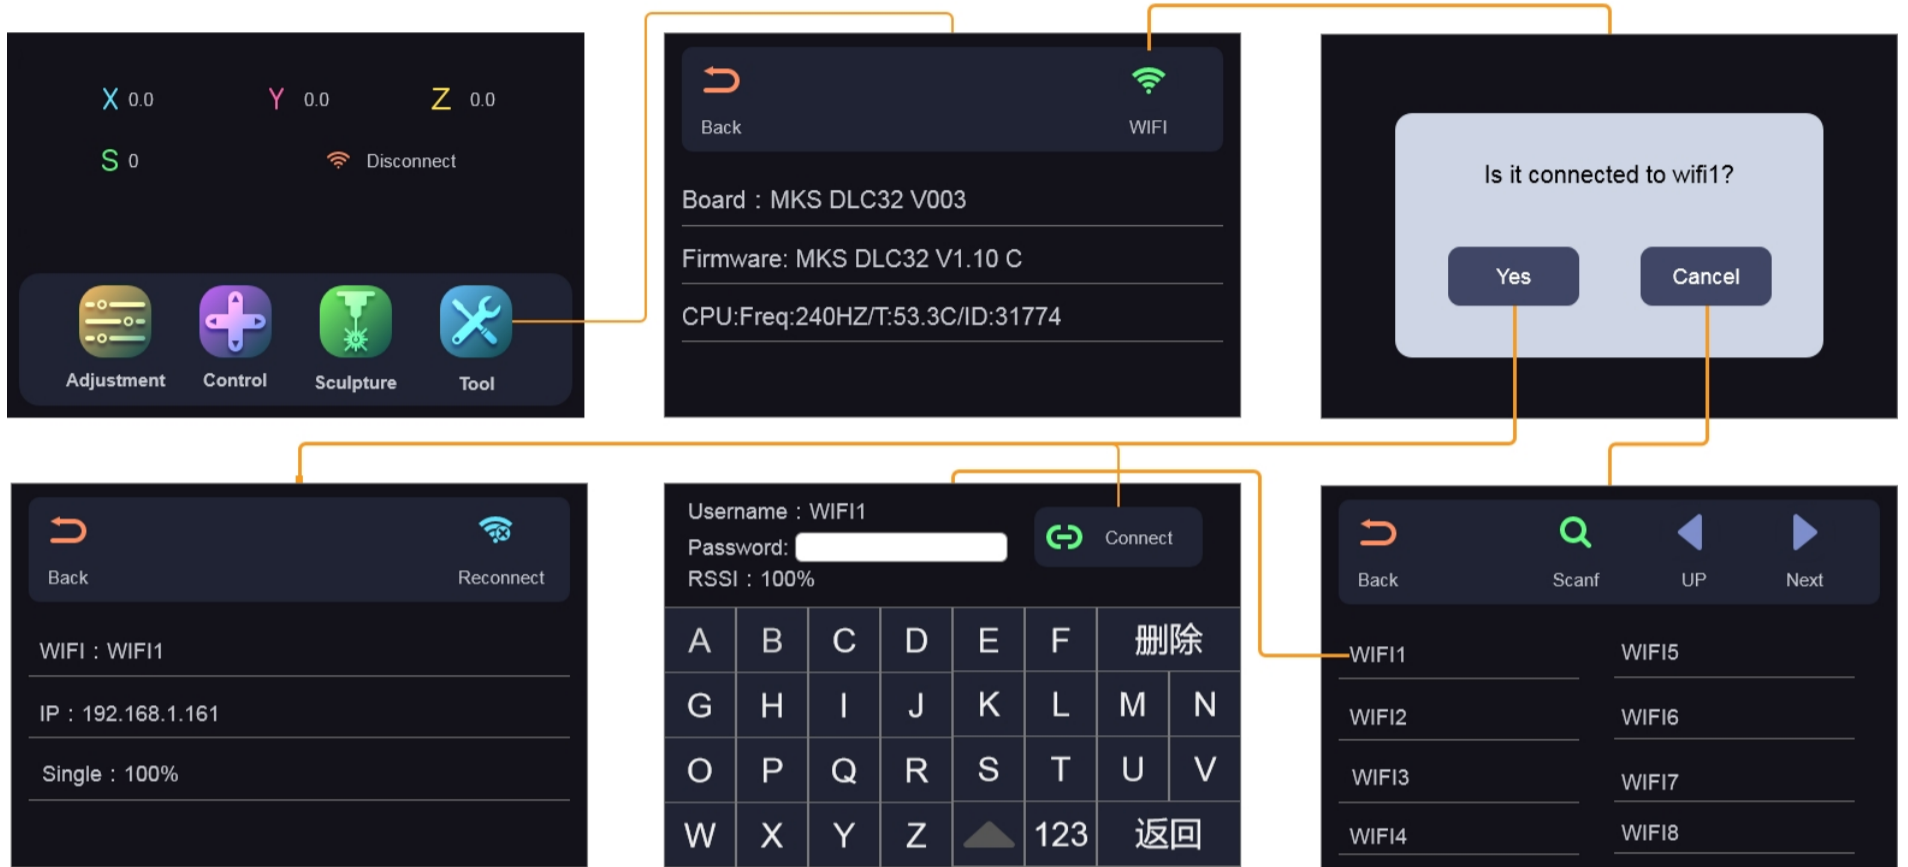 X 0.0 Y 0.0 Z 0.0
S 0 Disconnect
Adjustment Control Sculpture Tool
Back WIFI
Board : MKS DLC32 V003
Firmware: MKS DLC32 V1.10 C
CPU:Freq:240HZ/T:53.3C/ID:31774
Is it connected to wifi1?
Yes Cancel
Back Reconnect
WIFI : WIFI1
IP : 192.168.1.161
Single : 100%
Username : WIFI1
Password:
RSSI : 100%
Connect
A B C D E F 删除
G H I J K L M N
O P Q R S T U V
W X Y Z 123 返回
Back Scanf UP Next
WIFI1 WIFI5
WIFI2 WIFI6
WIFI3 WIFI7
WIFI4 WIFI8